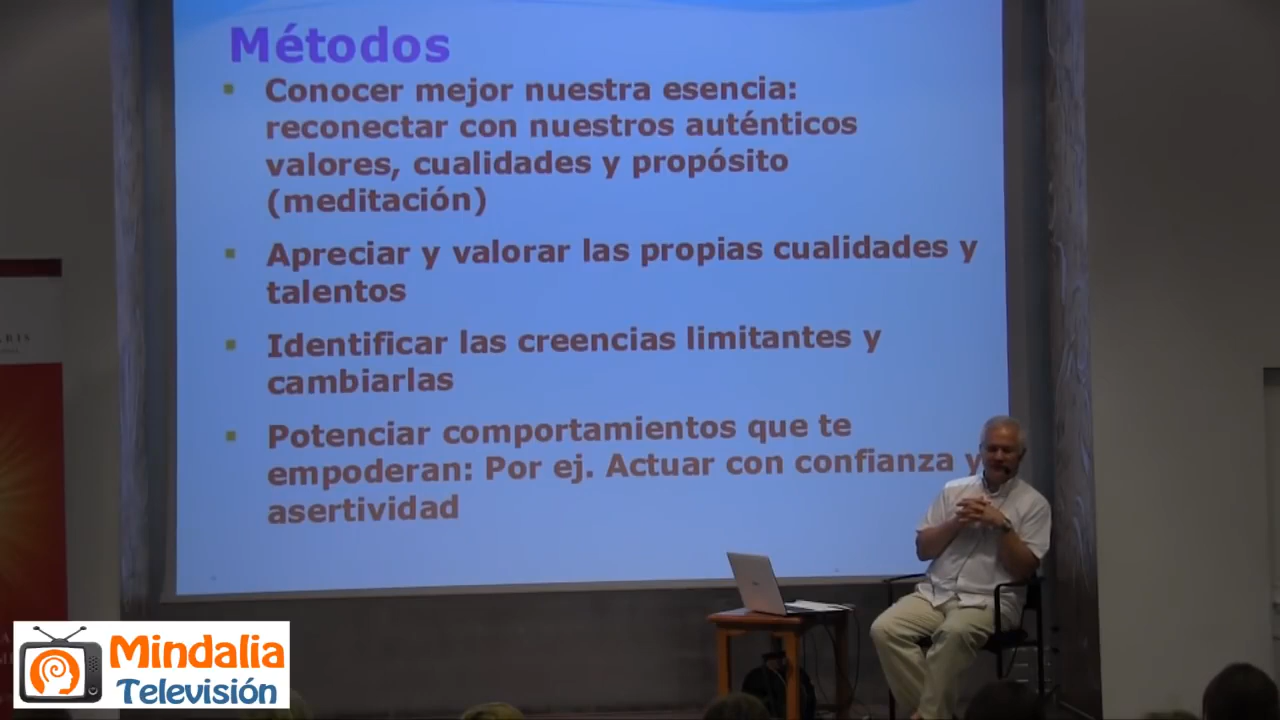 Métodos
Conocer mejor nuestra esencia:
reconectar con nuestros auténticos
valores, cualidades y propósito
(meditación)
Apreciar y valorar las propias cualidades y
talentos
Identificar las creencias limitantes y
cambiarlas
Potenciar comportamientos que te
empoderan: Por ej. Actuar con confianza y
asertividad
Mindalia
Televisión